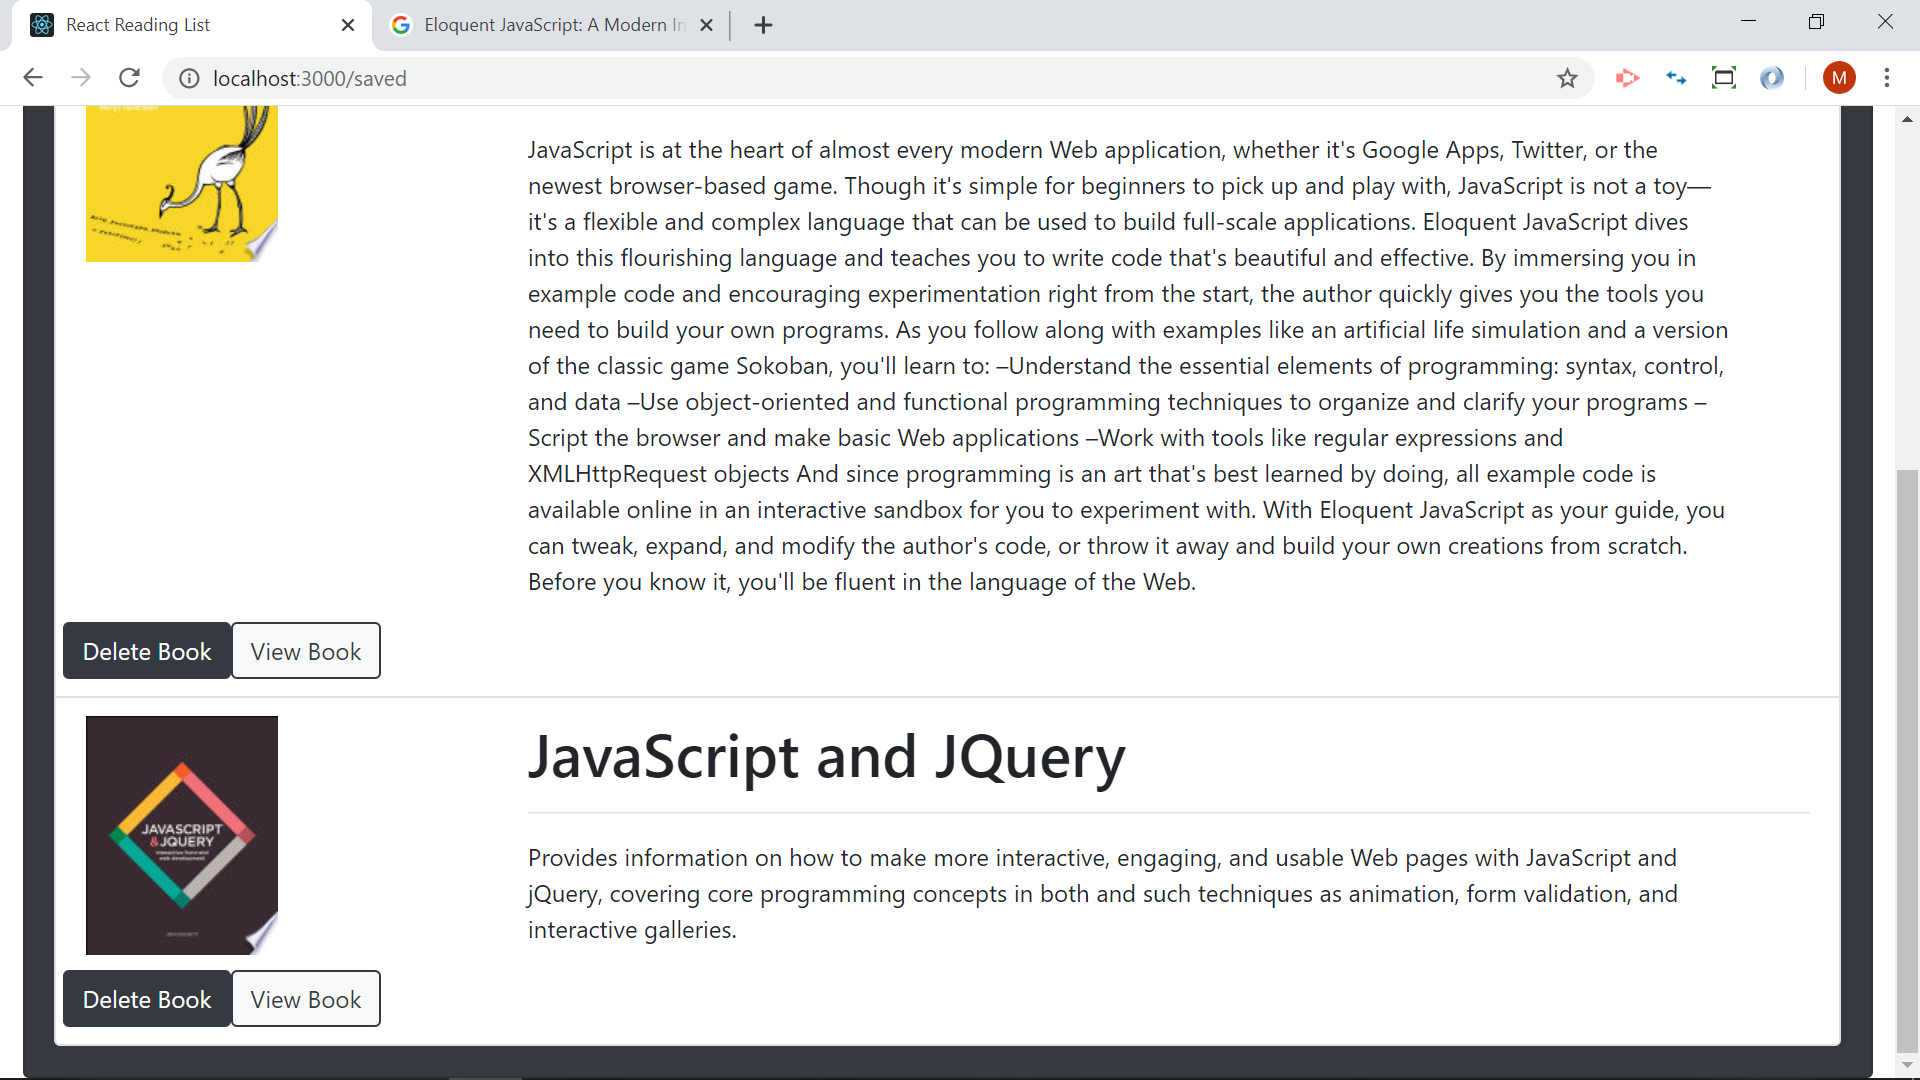 React Reading List
Eloquent JavaScript: A Modern In
localhost:3000/saved
M
JavaScript is at the heart of almost every modern Web application, whether it's Google Apps, Twitter, or the
newest browser-based game. Though it's simple for beginners to pick up and play with, JavaScript is not a toy—
it's a flexible and complex language that can be used to build full-scale applications. Eloquent JavaScript dives
into this flourishing language and teaches you to write code that's beautiful and effective. By immersing you in
example code and encouraging experimentation right from the start, the author quickly gives you the tools you
need to build your own programs. As you follow along with examples like an artificial life simulation and a version
of the classic game Sokoban, you'll learn to: –Understand the essential elements of programming: syntax, control,
and data –Use object-oriented and functional programming techniques to organize and clarify your programs –
Script the browser and make basic Web applications –Work with tools like regular expressions and
XMLHttpRequest objects And since programming is an art that's best learned by doing, all example code is
available online in an interactive sandbox for you to experiment with. With Eloquent JavaScript as your guide, you
can tweak, expand, and modify the author's code, or throw it away and build your own creations from scratch.
Before you know it, you'll be fluent in the language of the Web.
Delete Book
View Book
JAVASCRIPT
&JQUERY
interactive front-end
web development
JavaScript and JQuery
Provides information on how to make more interactive, engaging, and usable Web pages with JavaScript and
jQuery, covering core programming concepts in both and such techniques as animation, form validation, and
interactive galleries.
Delete Book
View Book